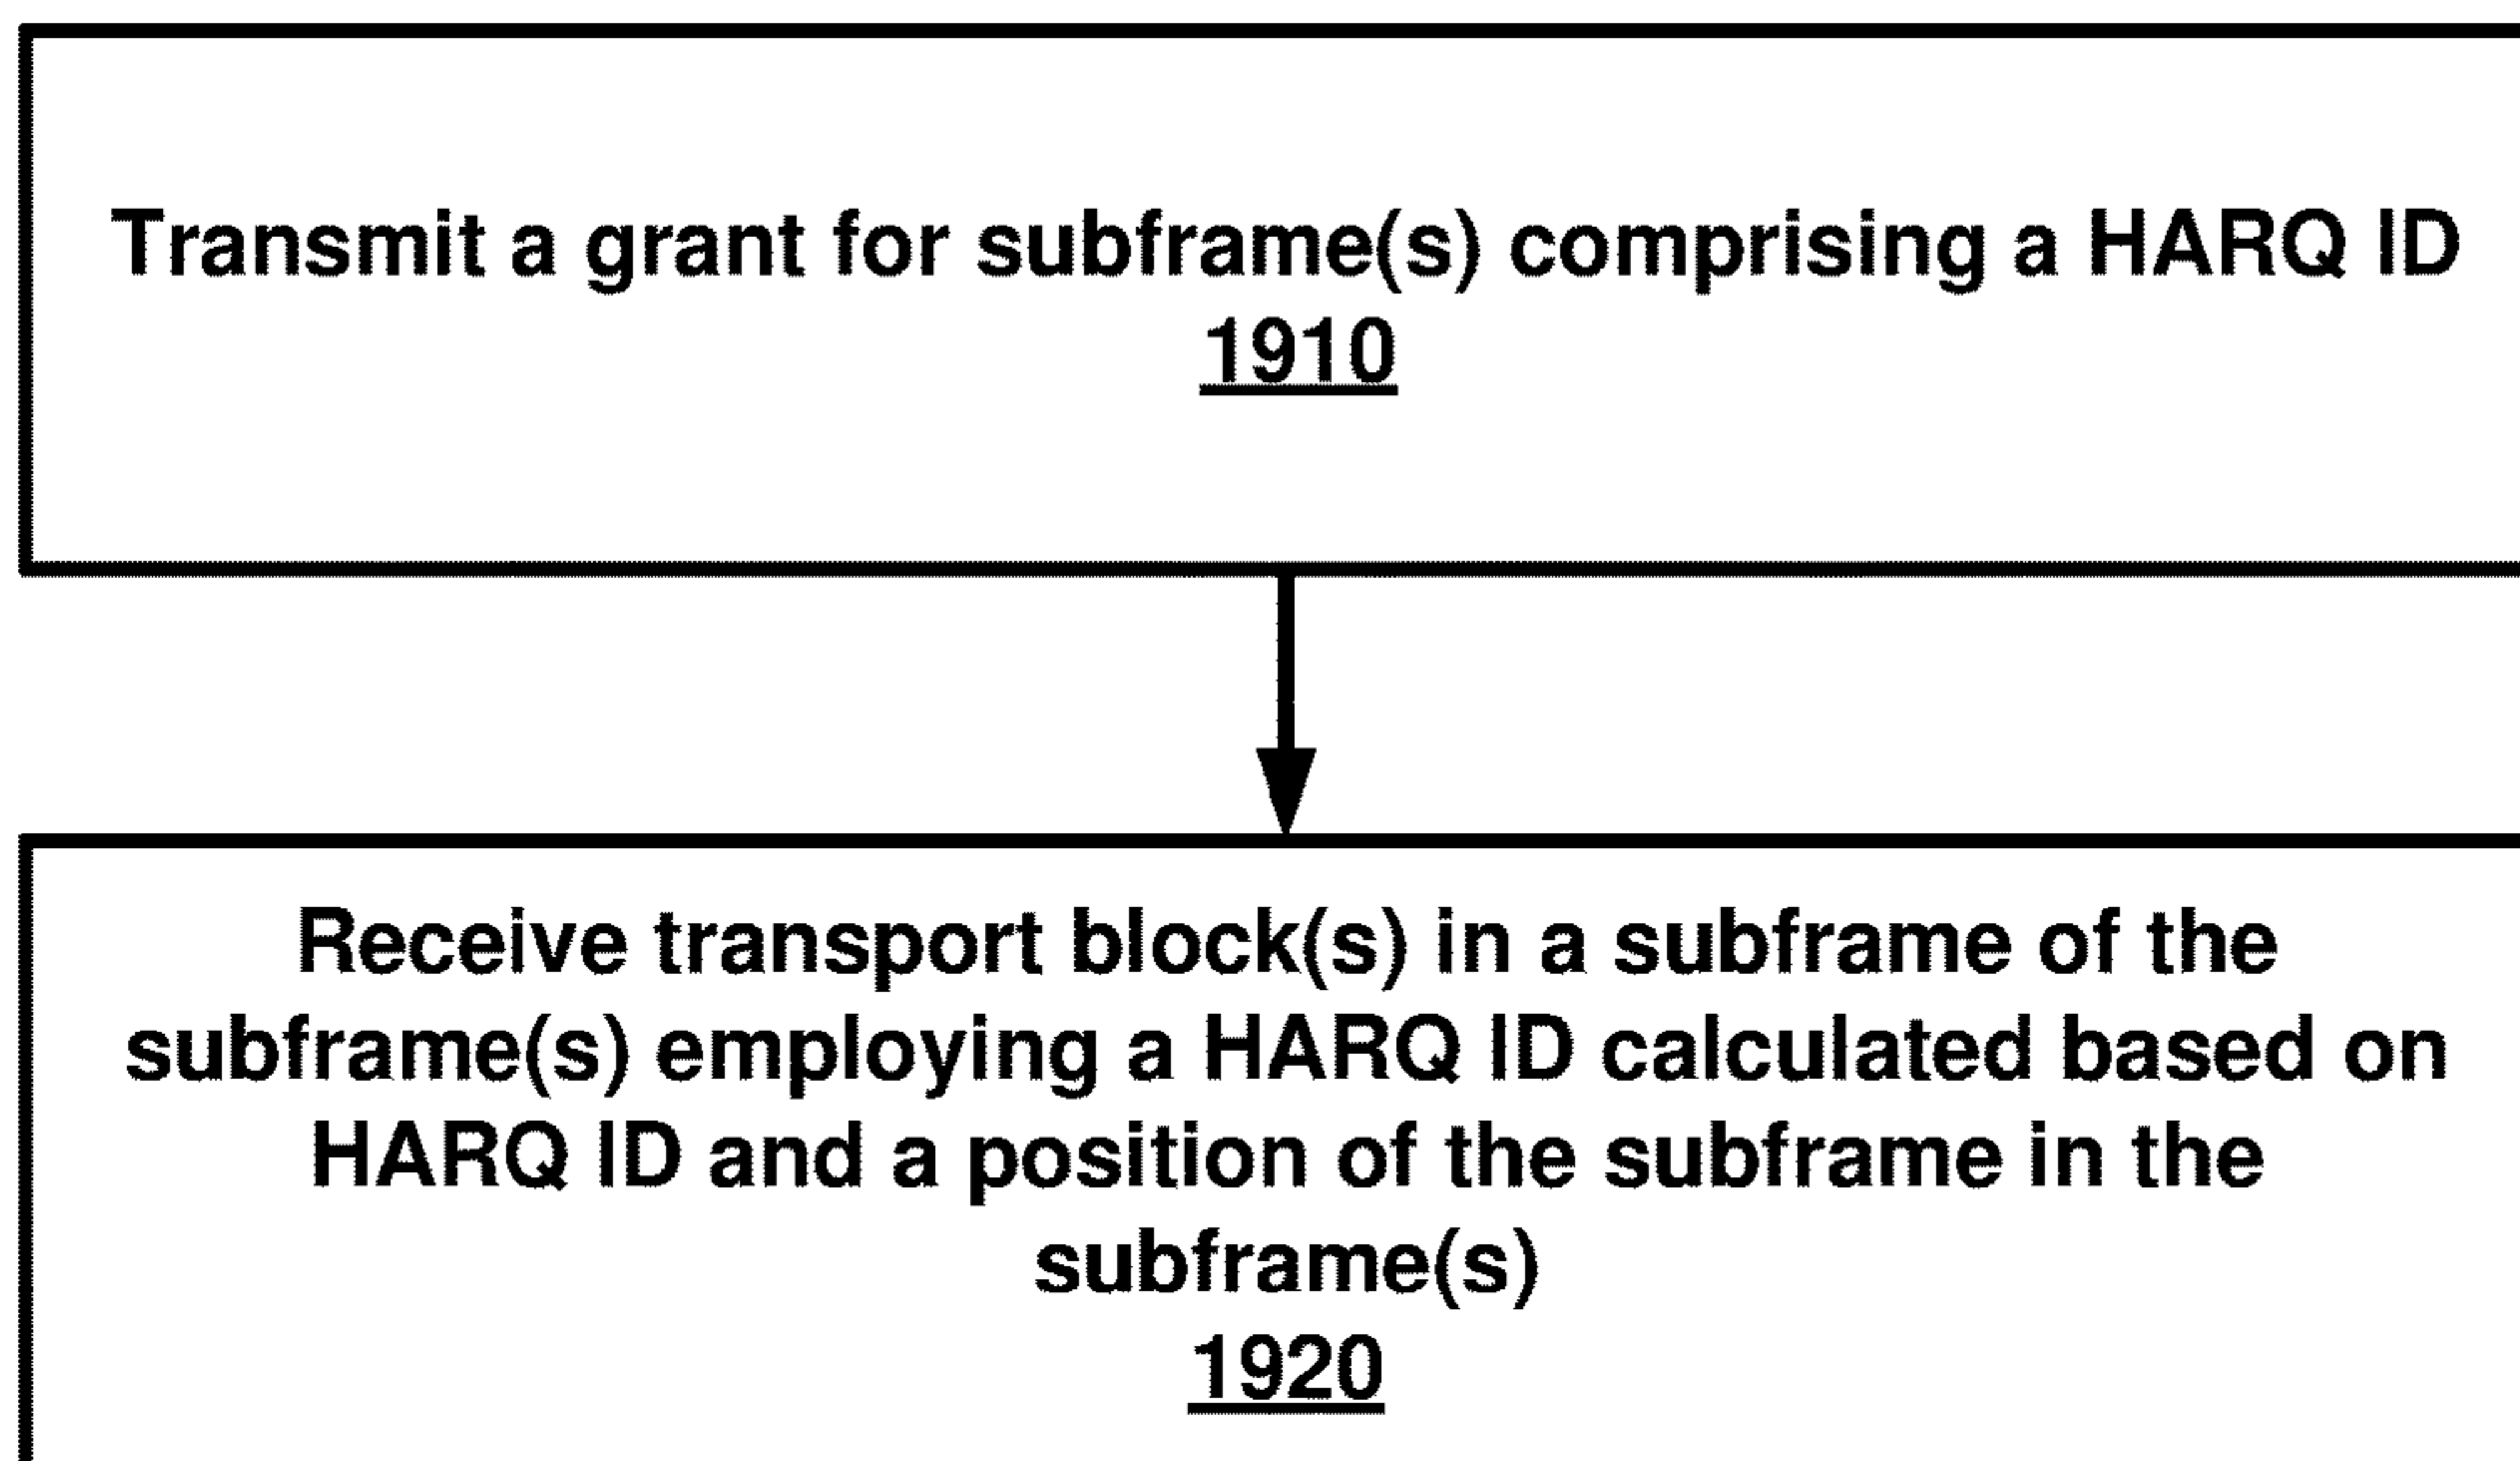 Transmit a grant for subframe(s) comprising a HARQ ID
1910
Receive transport block(s) in a subframe of the
subframe(s) employing a HARQ ID calculated based on
HARQ ID and a position of the subframe in the
subframe(s)
1920